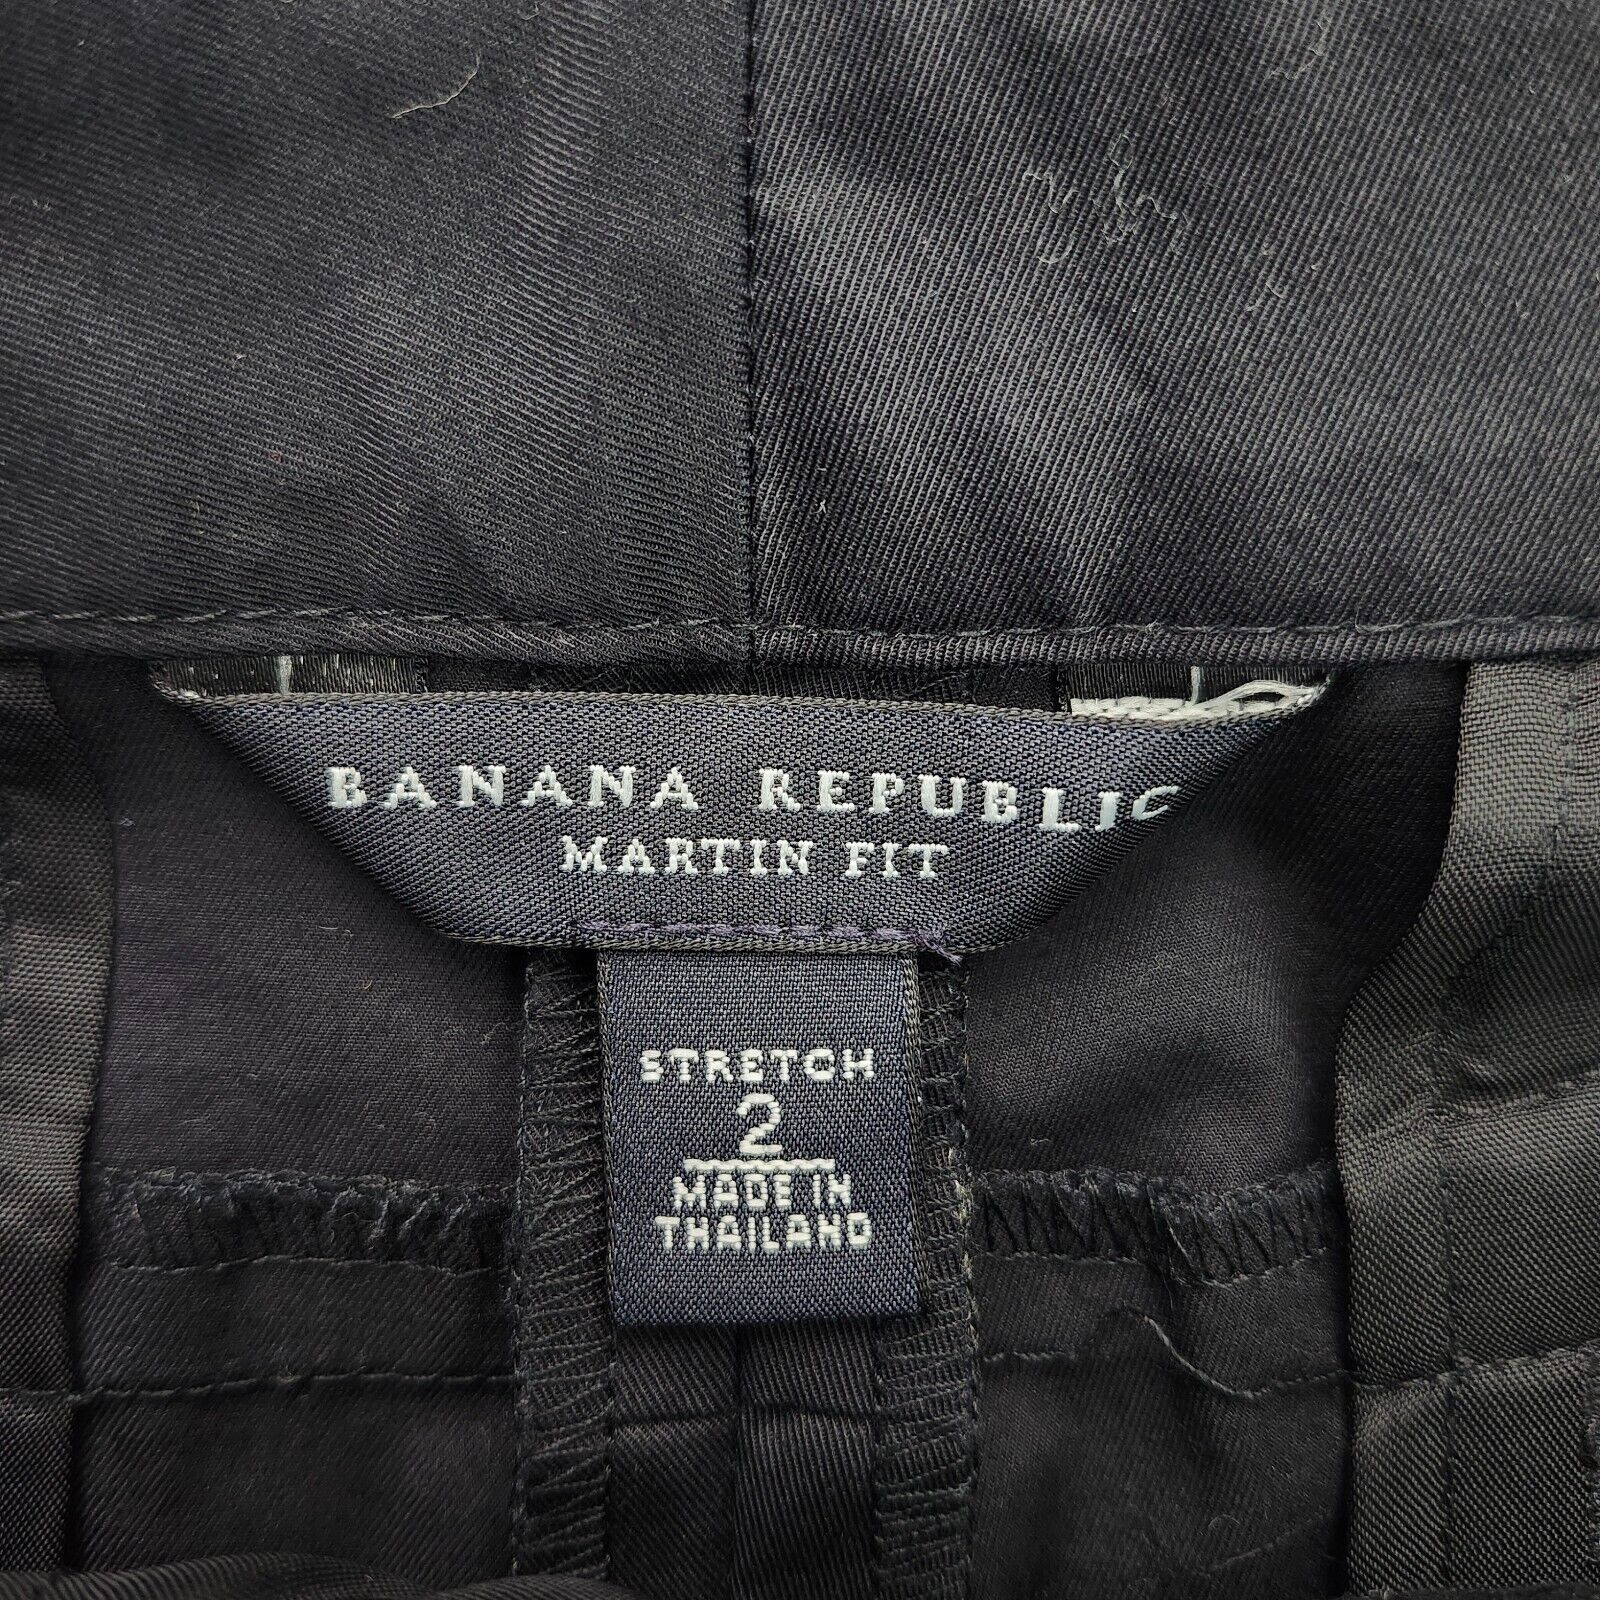 BANANA REPUBLIC
MARTIN FIT
STRETCH
2
MADE IN
THAILAND